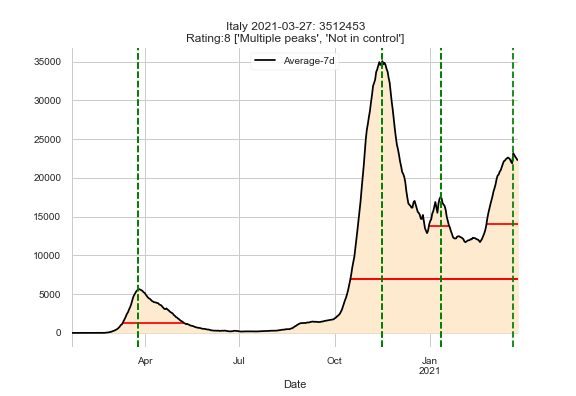 Italy 2021-03-27: 3512453
Rating:8 ['Multiple peaks', 'Not in control']
Average-7d
35000
30000
25000
20000
15000
10000
5000
0
Apr Jul Oct Jan
2021
Date